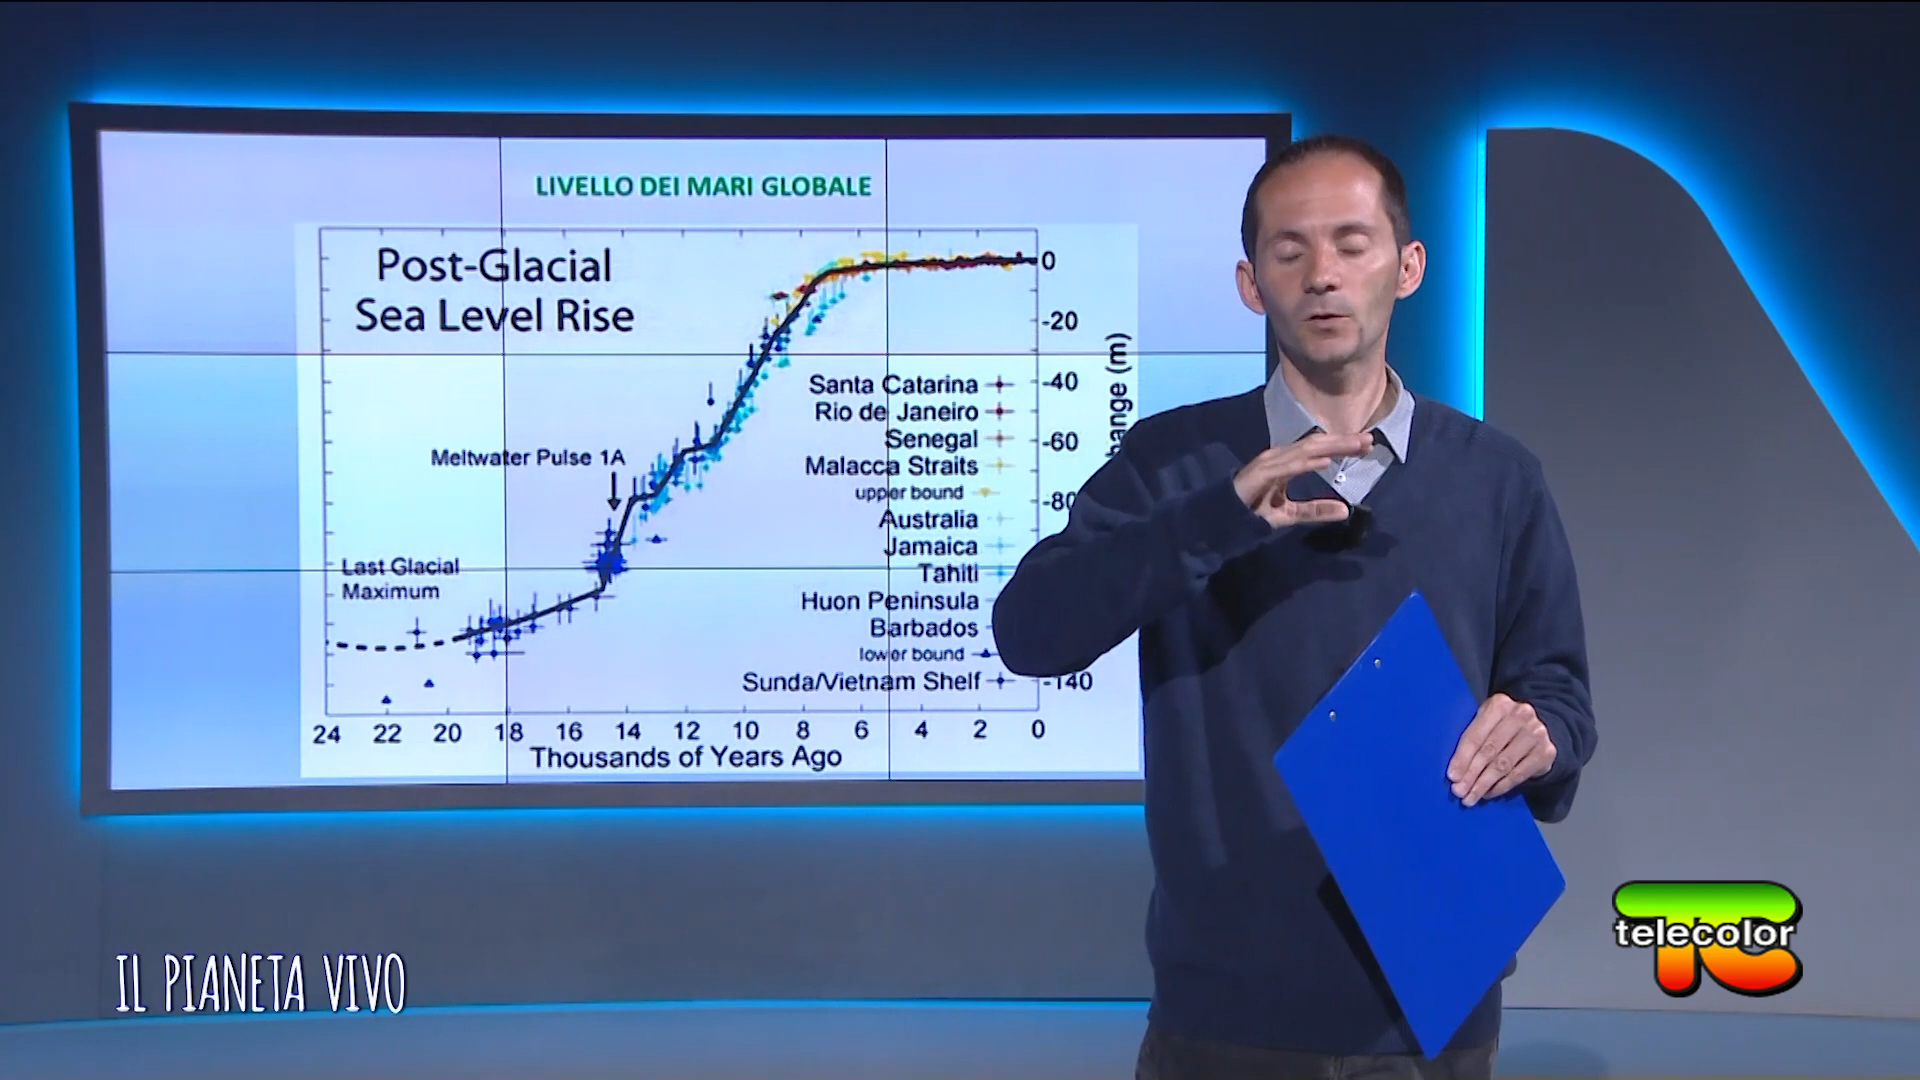 LIVELLO DEI MARI GLOBALE
Post-Glacial
Sea Level Rise
Meltwater Pulse 1A
Last Glacial
Maximum
Santa Catarina
Rio de Janeiro
Senegal
Malacca Straits
upper bound
Australia
Jamaica
Tahiti
Huon Peninsula
Barbados
lower bound
Sunda/Vietnam Shelf
0
-20
-40
-60
-80
-140
(m)
24 22 20 18 16 14 12 10 8 6 4 2 0
Thousands of Years Ago
IL PIANETA VIVO
telecolor
TC